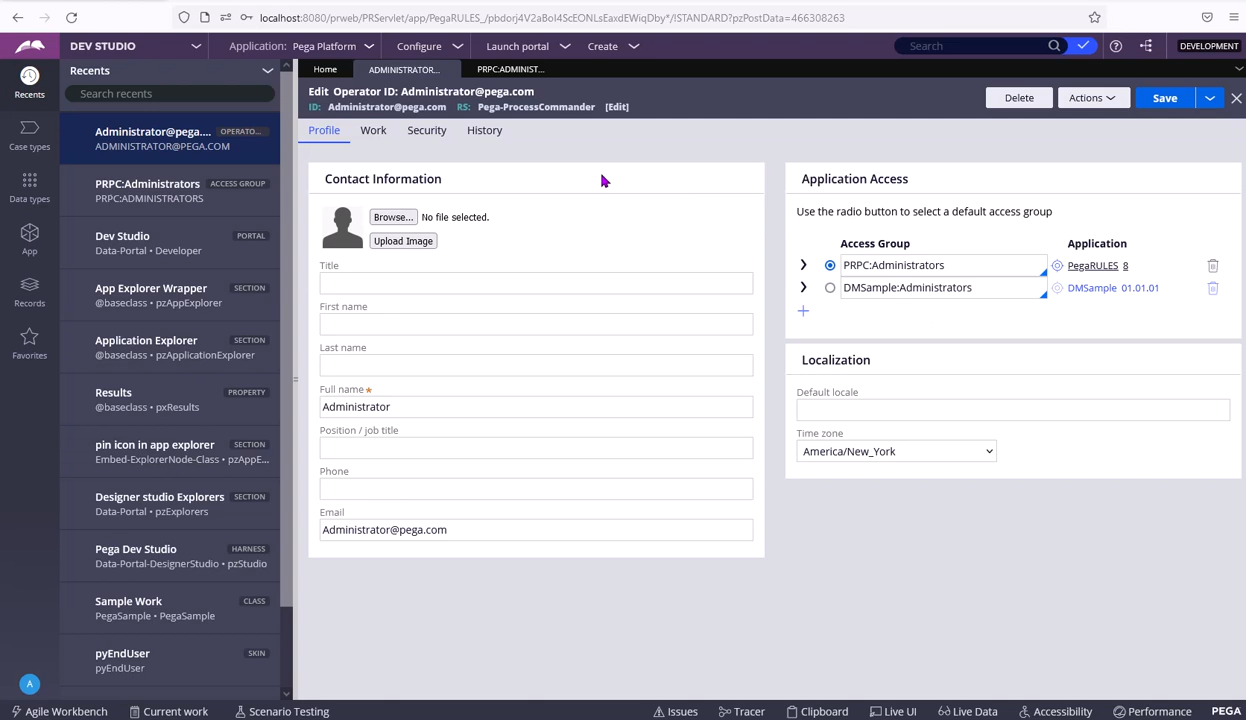 localhost:8080/prweb/PRServlet/app/PegaRULES_/pbdorj4V2aBoI4ScEONLsEaxdEWiqDby*/!STANDARD?pzPostData=466308263
DEV STUDIO
Application: Pega Platform
Configure
Launch portal
Create
Search
DEVELOPMENT
Recents
Case types
Data types
App
Records
Favorites
A
Recents
Search recents
Administrator@pega.... OPERATO...
ADMINISTRATOR@PEGA.COM
PRPC:Administrators ACCESS GROUP
PRPC:ADMINISTRATORS
Dev Studio PORTAL
Data-Portal • Developer
App Explorer Wrapper SECTION
@baseclass • pzAppExplorer
Application Explorer SECTION
@baseclass • pzApplicationExplorer
Results PROPERTY
@baseclass • pxResults
pin icon in app explorer SECTION
Embed-ExplorerNode-Class • pzAppE...
Designer studio Explorers SECTION
Data-Portal • pzExplorers
Pega Dev Studio HARNESS
Data-Portal-DesignerStudio • pzStudio
Sample Work CLASS
PegaSample • PegaSample
pyEndUser SKIN
pyEndUser
Home
ADMINISTRATOR...
PRPC:ADMINIST...
Edit Operator ID: Administrator@pega.com
ID: Administrator@pega.com RS: Pega-ProcessCommander [Edit]
Delete
Actions
Save
Profile
Work
Security
History
Contact Information
Browse... No file selected.
Upload Image
Title
First name
Last name
Full name ★
Administrator
Position / job title
Phone
Email
Administrator@pega.com
Application Access
Use the radio button to select a default access group
Access Group Application
PRPC:Administrators PegaRULES 8
DMSample:Administrators DMSample 01.01.01
Localization
Default locale
Time zone
America/New_York
Agile Workbench
Current work
Scenario Testing
Issues
Tracer
Clipboard
Live UI
Live Data
Accessibility
Performance
PEGA